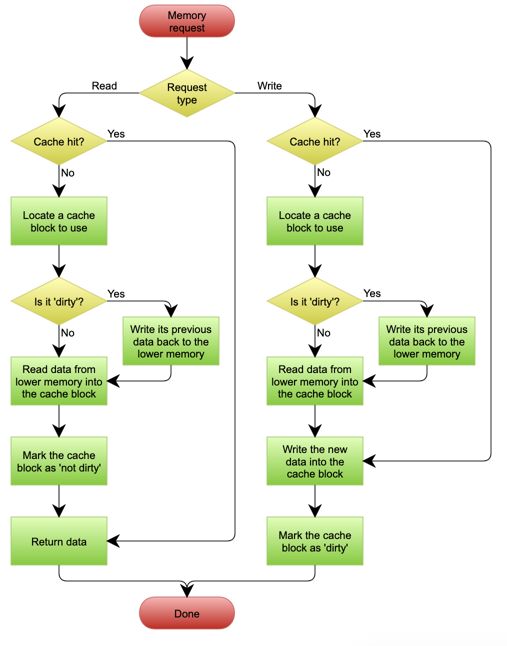 Memory
request
Request
type
Read
Write
Cache hit?
Yes
No
Locate a cache
block to use
Is it 'dirty'?
Yes
No
Write its previous
data back to the
lower memory
Read data from
lower memory into
the cache block
Mark the cache
block as 'not dirty'
Return data
Cache hit?
Yes
No
Locate a cache
block to use
Is it 'dirty'?
Yes
No
Write its previous
data back to the
lower memory
Read data from
lower memory into
the cache block
Write the new
data into the
cache block
Mark the cache
block as 'dirty'
Done